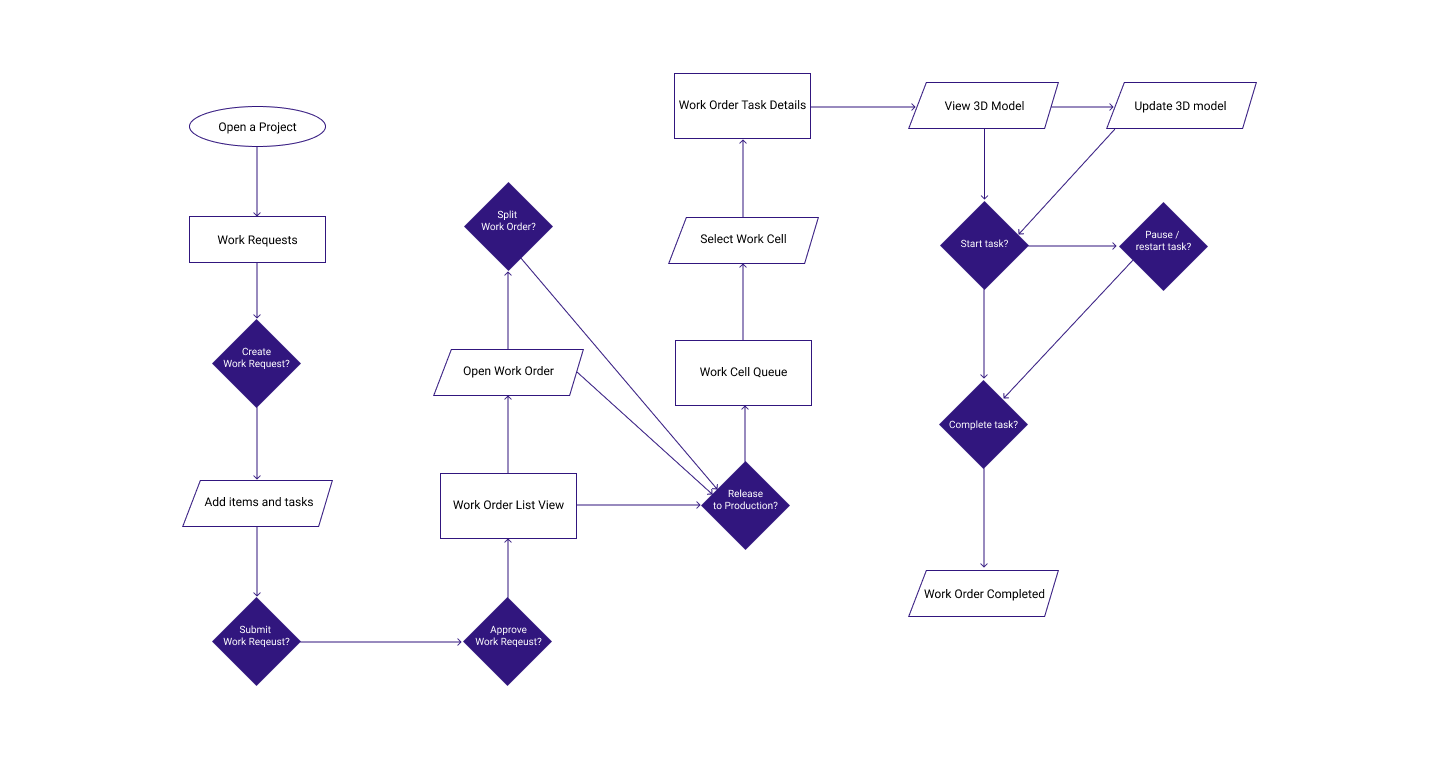 Open a Project
Work Requests
Create
Work Request?
Add items and tasks
Submit
Work Reqeust?
Approve
Work Reqeust?
Work Order List View
Open Work Order
Split
Work Order?
Release
to Production?
Work Cell Queue
Select Work Cell
Work Order Task Details
View 3D Model
Update 3D model
Start task?
Pause /
restart task?
Complete task?
Work Order Completed